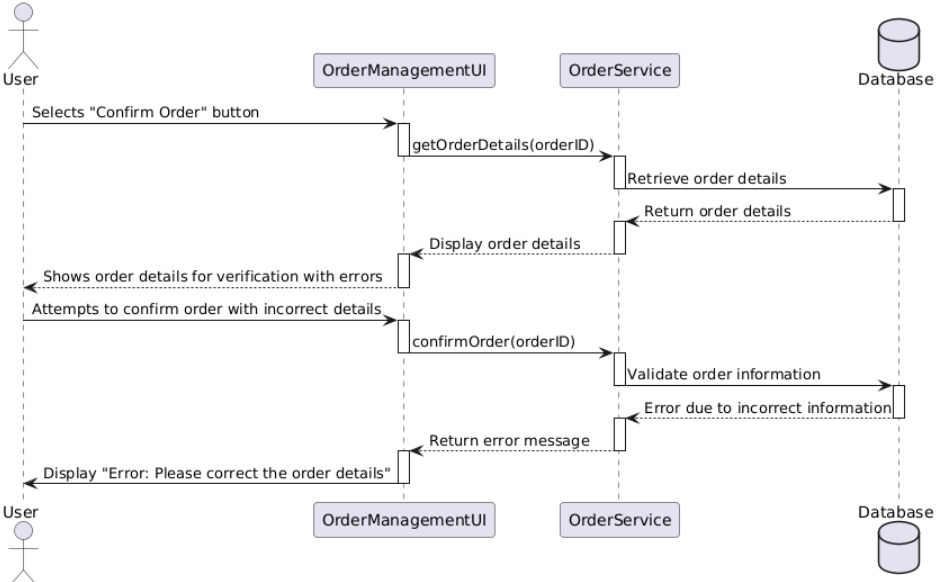 User
OrderManagementUI
OrderService
Database
Selects "Confirm Order" button
getOrderDetails(orderID)
Retrieve order details
Return order details
Display order details
Shows order details for verification with errors
Attempts to confirm order with incorrect details
confirmOrder(orderID)
Validate order information
Error due to incorrect information
Return error message
Display "Error: Please correct the order details"
User
OrderManagementUI
OrderService
Database